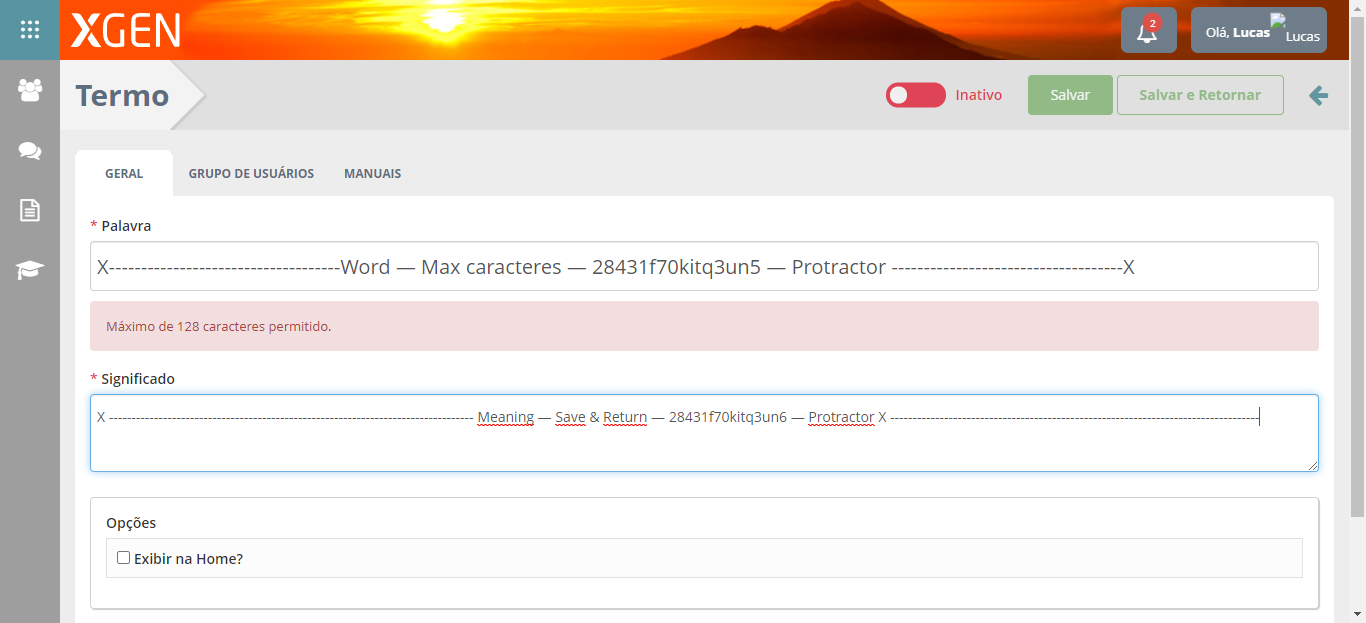 XGEN
2
Olá, Lucas
Lucas
Termo
Inativo
Salvar
Salvar e Retornar
GERAL
GRUPO DE USUÁRIOS
MANUAIS
* Palavra
X------------------------------------Word — Max caracteres — 28431f70kitq3un5 — Protractor ------------------------------------X
Máximo de 128 caracteres permitido.
* Significado
X --------------------------------------------------------------------------------- Meaning — Save & Return — 28431f70kitq3un6 — Protractor X ----------------------------------------------------------------------------------
Opções
Exibir na Home?